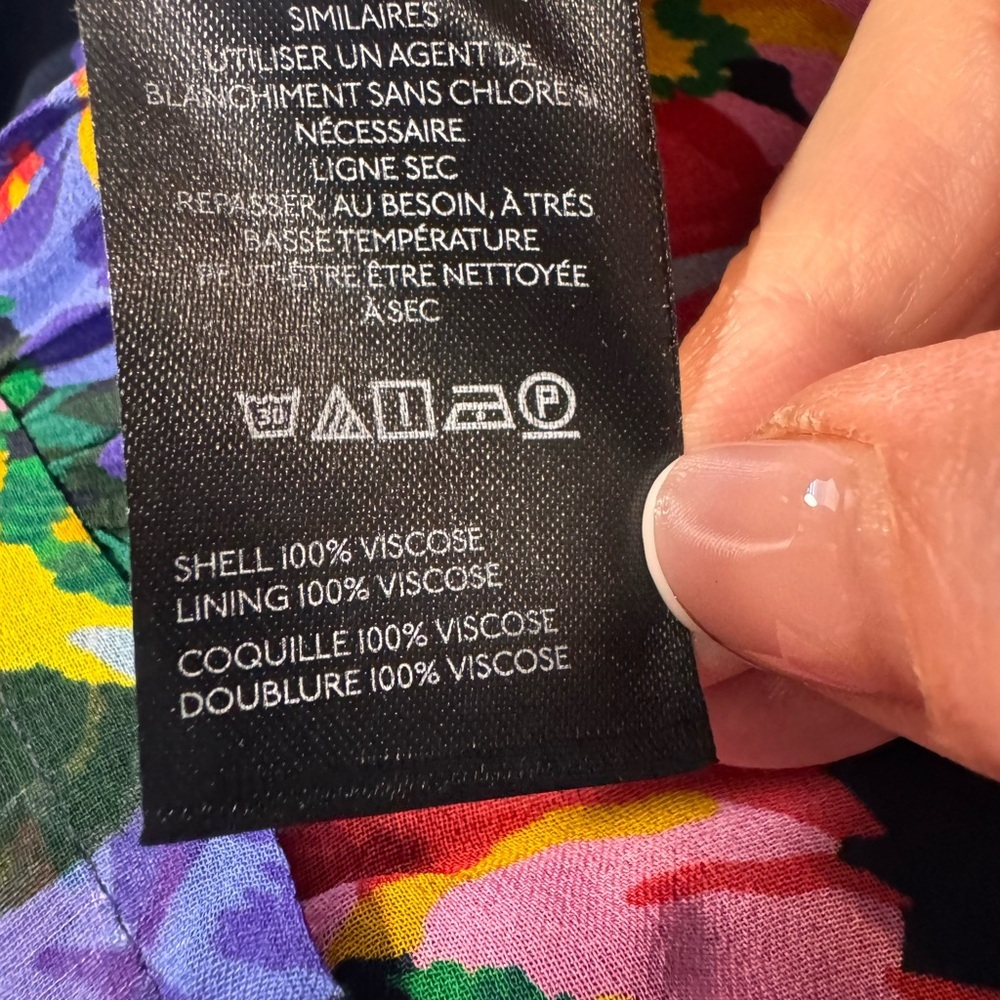 SIMILAIRES
UTILISER UN AGENT DE
BLANCHIMENT SANS CHLORE SI
NÉCESSAIRE
LIGNE SEC
REPASSER, AU BESOIN, À TRÉS
BASSE TEMPÉRATURE
PEUT-ÊTRE ÊTRE NETTOYÉE
À SEC
30 P
SHELL 100% VISCOSE
LINING 100% VISCOSE
COQUILLE 100% VISCOSE
DOUBLURE 100% VISCOSE